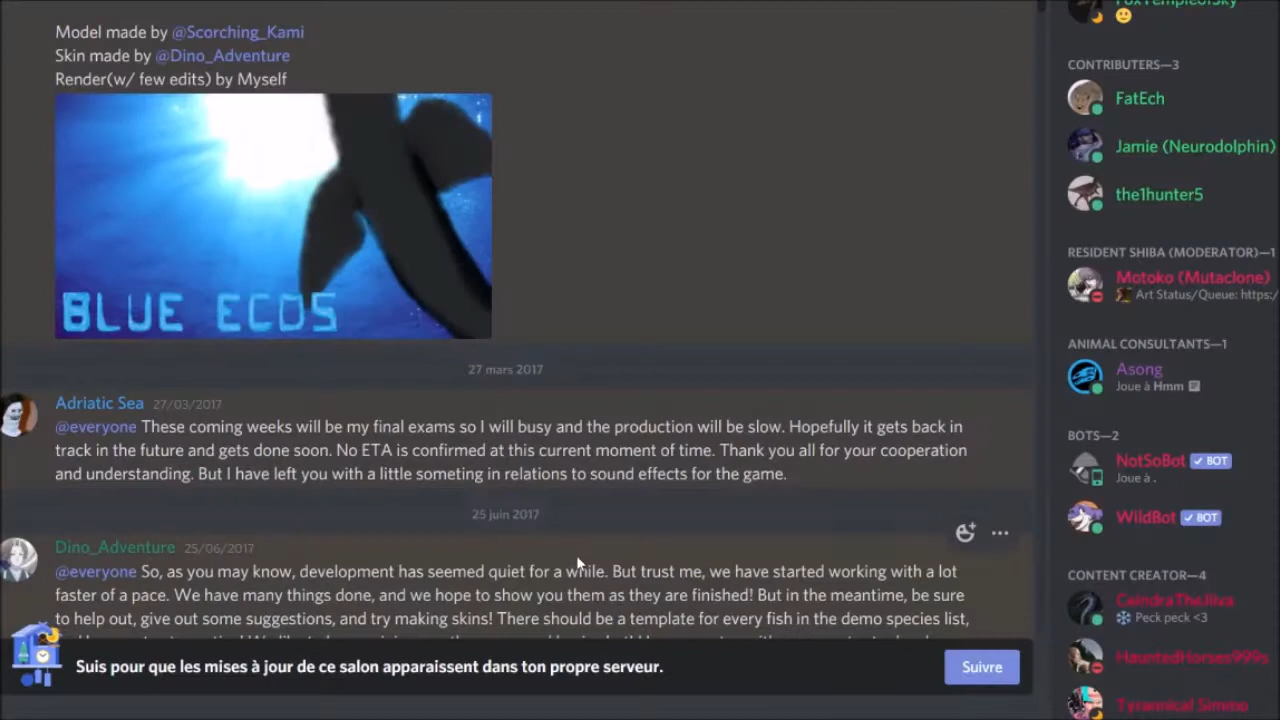 Model made by @Scorching_Kami
Skin made by @Dino_Adventure
Render(w/ few edits) by Myself
BLUE ECOS
27 mars 2017
Adriatic Sea 27/03/2017
@everyone These coming weeks will be my final exams so I will busy and the production will be slow. Hopefully it gets back in
track in the future and gets done soon. No ETA is confirmed at this current moment of time. Thank you all for your cooperation
and understanding. But I have left you with a little someting in relations to sound effects for the game.
25 juin 2017
Dino_Adventure 25/06/2017
@everyone So, as you may know, development has seemed quiet for a while. But trust me, we have started working with a lot
faster of a pace. We have many things done, and we hope to show you them as they are finished! But in the meantime, be sure
to help out, give out some suggestions, and try making skins! There should be a template for every fish in the demo species list,
Suis pour que les mises à jour de ce salon apparaissent dans ton propre serveur.
Suivre
FoxTempleofSky
CONTRIBUTERS—3
FatEch
Jamie (Neurodolphin)
the1hunter5
RESIDENT SHIBA (MODERATOR)—1
Motoko (Mutaclone)
Art Status/Queue: https:/
ANIMAL CONSULTANTS—1
Asong
Joue à Hmm
BOTS—2
NotSoBot BOT
Joue à .
WildBot BOT
CONTENT CREATOR—4
CeindraTheJiiva
Peck peck <3
HauntedHorses999s
Tyrannical Simmo